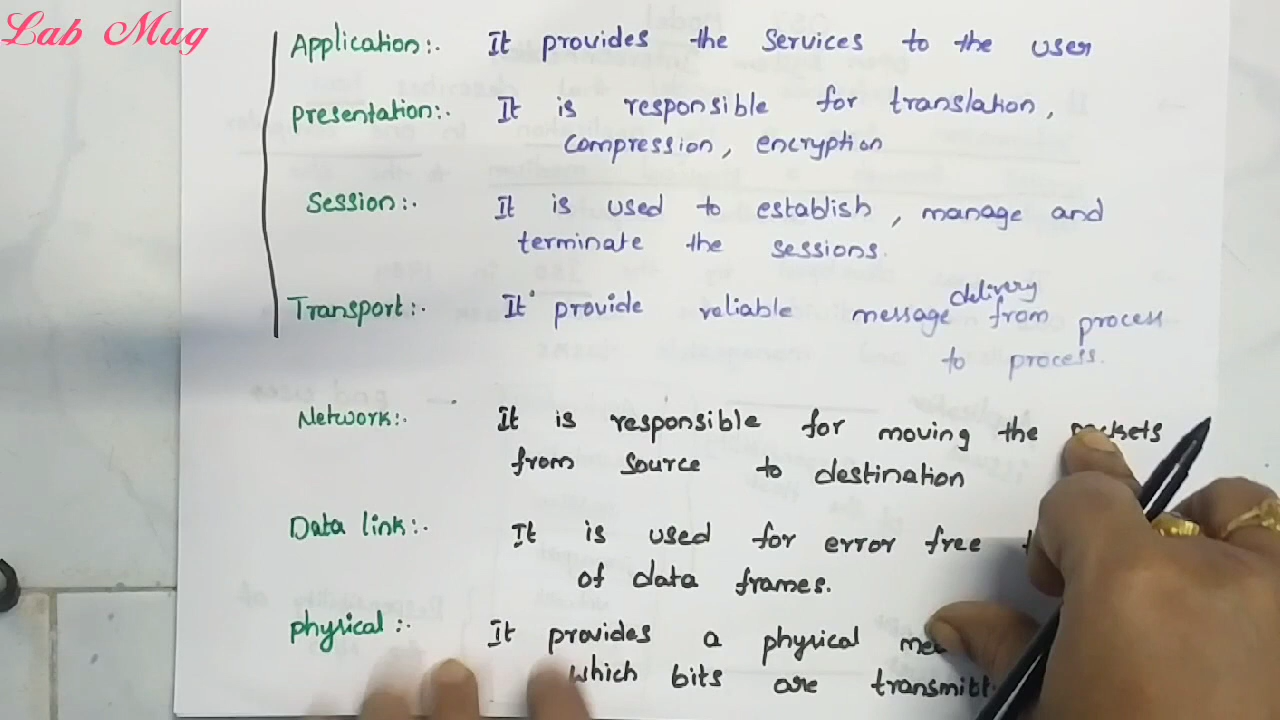 Lab Mug
Application:. It provides the services to the user
presentation:. It is responsible for translation,
compression, encryption
Session:. It is used to establish, manage and
terminate the sessions.
Transport:. It provide reliable message delivery from process
to process.
Network:. It is responsible for moving the packets
from source to destination
Data link:. It is used for error free
of data frames.
physical:. It provides a physical
which bits are